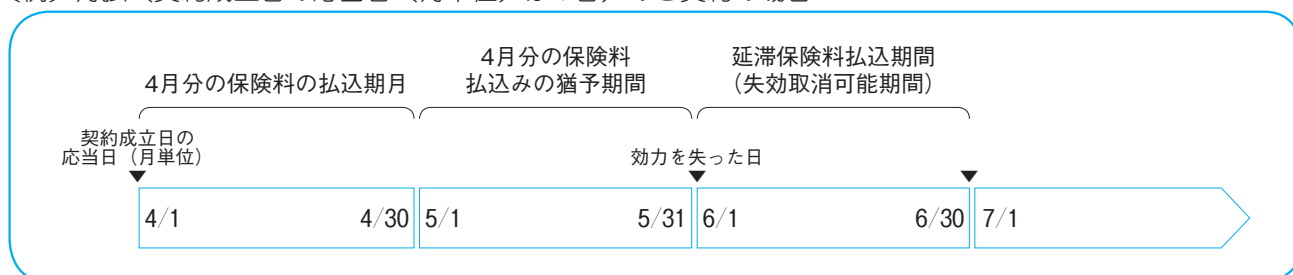 4月分の保険料の払込期月
4月分の保険料
払込みの猶予期間
延滞保険料払込期間
(失効取消可能期間)
契約成立日の
応当日(月単位)
効力を失った日
4/1 4/30 5/1 5/31 6/1 6/30 7/1